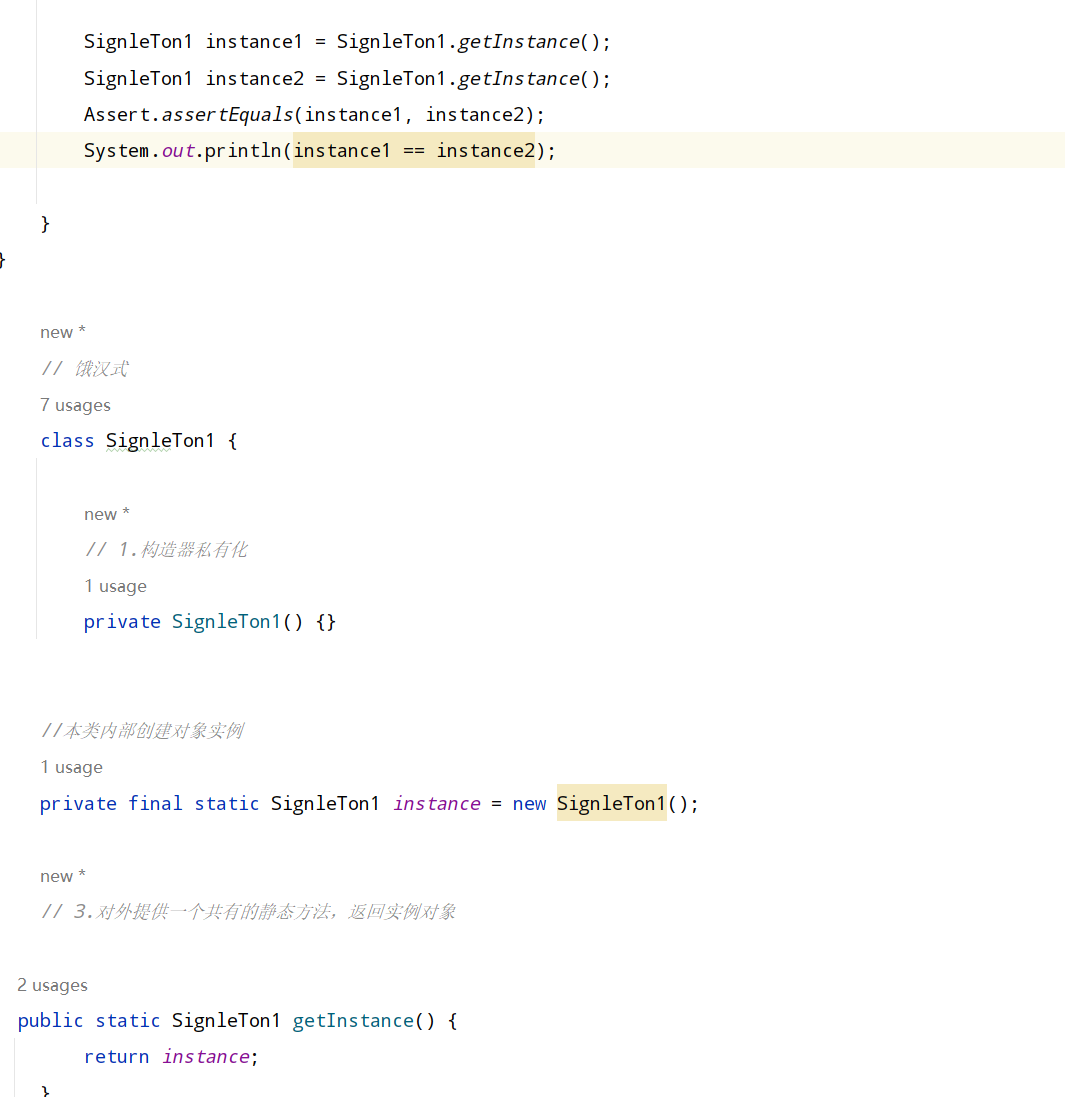 SignleTon1 instance1 = SignleTon1.getInstance();
SignleTon1 instance2 = SignleTon1.getInstance();
Assert.assertEquals(instance1, instance2);
System.out.println(instance1 == instance2);
}
}
new *
// 饿汉式
7 usages
class SignleTon1 {
new *
// 1.构造器私有化
1 usage
private SignleTon1() {}
//本类内部创建对象实例
1 usage
private final static SignleTon1 instance = new SignleTon1();
new *
// 3.对外提供一个共有的静态方法，返回实例对象
2 usages
public static SignleTon1 getInstance() {
return instance;
}